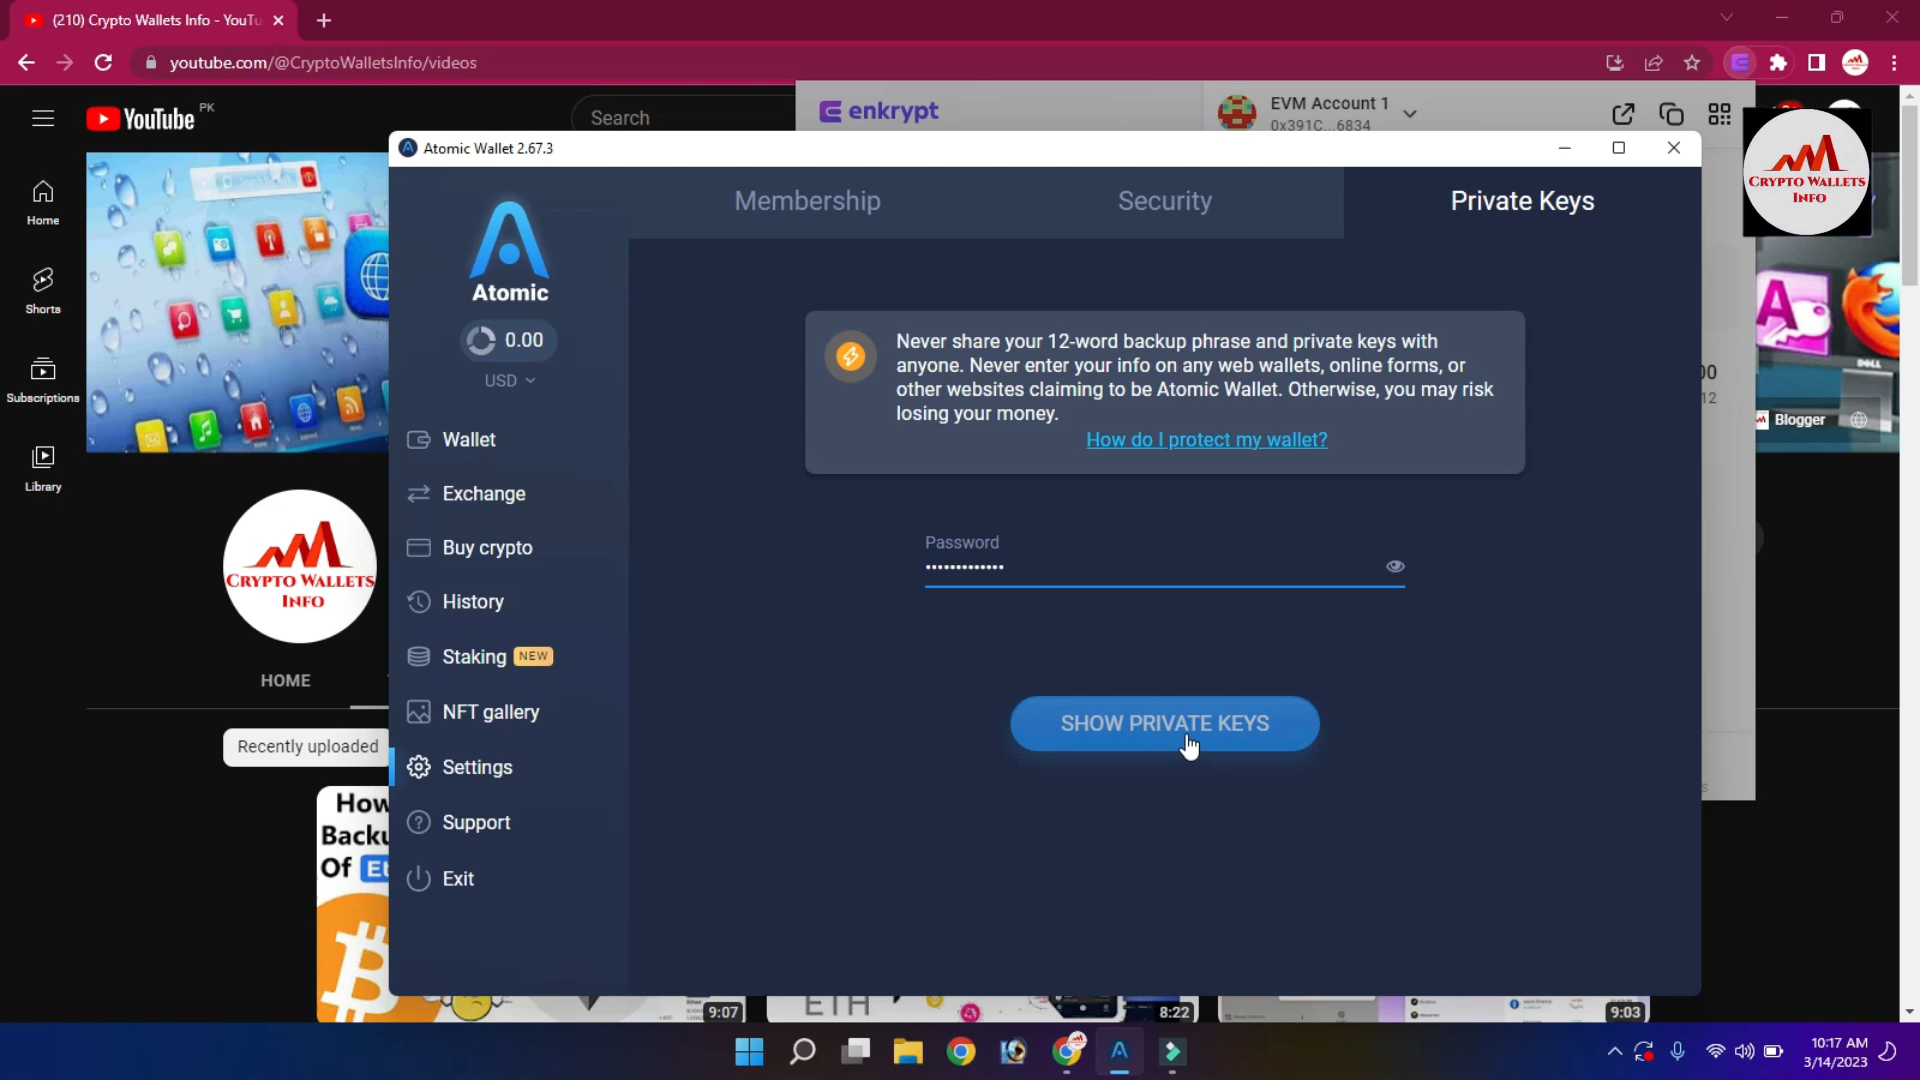 (210) Crypto Wallets Info - YouTu
youtube.com/@CryptoWalletsInfo/videos
YouTube
PK
Search
enkrypt
EVM Account 1
0x391C...6834
CRYPTO WALLETS
INFO
Home
Shorts
Subscriptions
Library
Atomic Wallet 2.67.3
Membership
Security
Private Keys
Atomic
0.00
USD
Wallet
Exchange
Buy crypto
History
Staking NEW
NFT gallery
Settings
Support
Exit
Never share your 12-word backup phrase and private keys with
anyone. Never enter your info on any web wallets, online forms, or
other websites claiming to be Atomic Wallet. Otherwise, you may risk
losing your money.
How do I protect my wallet?
Password
SHOW PRIVATE KEYS
DELL
Blogger
CRYPTO WALLETS
INFO
HOME
Recently uploaded
How
Backu
Of Et
9:07
ETH
8:22
9:03
10:17 AM
3/14/2023